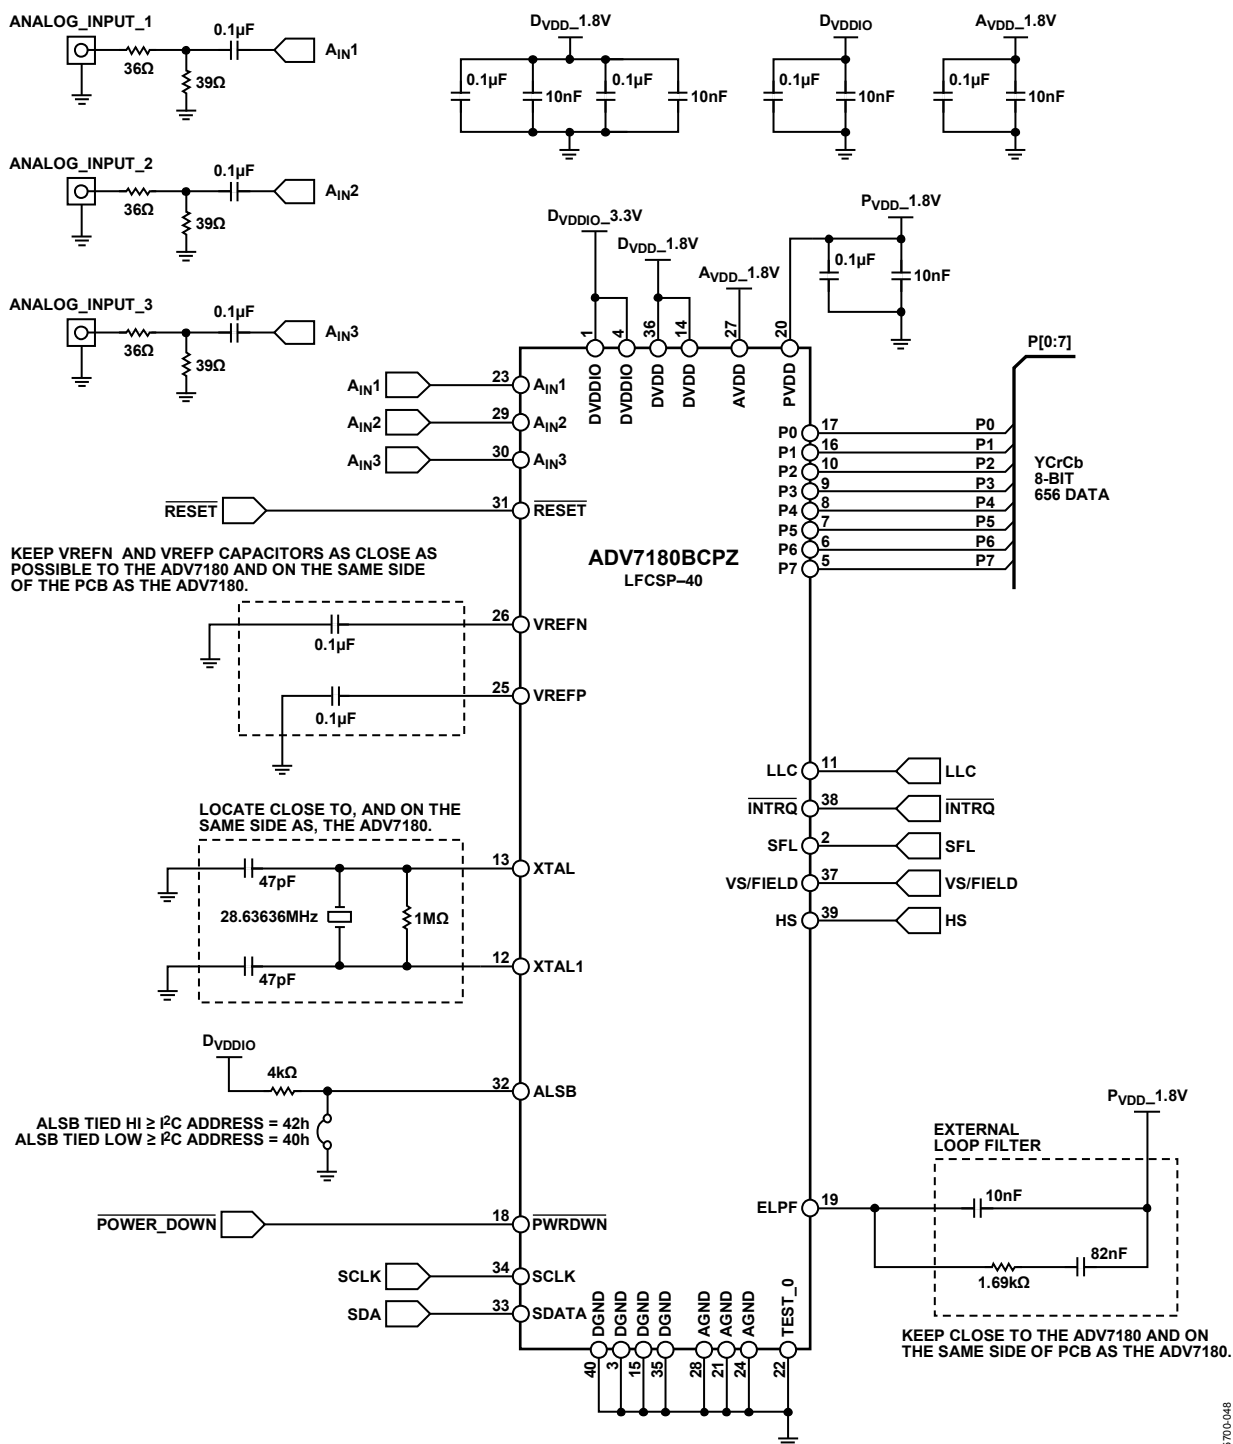 ANALOG_INPUT_1
0.1µF
36Ω
39Ω
AIN1
ANALOG_INPUT_2
0.1µF
36Ω
39Ω
AIN2
ANALOG_INPUT_3
0.1µF
36Ω
39Ω
AIN3
DVDD_1.8V
0.1µF
10nF
0.1µF
10nF
DVDDIO
0.1µF
10nF
AVDD_1.8V
0.1µF
10nF
DVDDIO_3.3V
DVDD_1.8V
AVDD_1.8V
PVDD_1.8V
0.1µF
10nF
1
4
36
14
27
20
DVDDIO
DVDDIO
DVDD
DVDD
AVDD
PVDD
AIN1
23
AIN1
AIN2
29
AIN2
AIN3
30
AIN3
RESET
31
RESET
ADV7180BCPZ
LFCSP–40
P[0:7]
P0
17
P0
P1
16
P1
P2
10
P2
P3
9
P3
P4
8
P4
P5
7
P5
P6
6
P6
P7
5
P7
YCrCb
8-BIT
656 DATA
KEEP VREFN AND VREFP CAPACITORS AS CLOSE AS
POSSIBLE TO THE ADV7180 AND ON THE SAME SIDE
OF THE PCB AS THE ADV7180.
0.1µF
26
VREFN
0.1µF
25
VREFP
LOCATE CLOSE TO, AND ON THE
SAME SIDE AS, THE ADV7180.
47pF
13
XTAL
28.63636MHz
1MΩ
47pF
12
XTAL1
LLC
11
LLC
INTRQ
38
INTRQ
SFL
2
SFL
VS/FIELD
37
VS/FIELD
HS
39
HS
DVDDIO
4kΩ
32
ALSB
ALSB TIED HI ≥ I2C ADDRESS = 42h
ALSB TIED LOW ≥ I2C ADDRESS = 40h
POWER_DOWN
18
PWRDWN
SCLK
34
SCLK
SDA
33
SDATA
ELPF
19
PVDD_1.8V
EXTERNAL
LOOP FILTER
10nF
82nF
1.69kΩ
KEEP CLOSE TO THE ADV7180 AND ON
THE SAME SIDE OF PCB AS THE ADV7180.
DGND
DGND
DGND
DGND
AGND
AGND
AGND
TEST_0
40
3
15
35
28
21
24
22